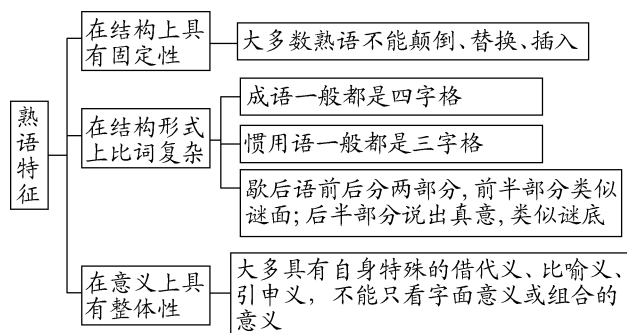 熟语特征
在结构上具
有固定性
大多数熟语不能颠倒、替换、插入
在结构形式
上比词复杂
成语一般都是四字格
惯用语一般都是三字格
歇后语前后分两部分,前半部分类似
谜面;后半部分说出真意,类似谜底
在意义上具
有整体性
大多具有自身特殊的借代义、比喻义、
引申义,不能只看字面意义或组合的
意义